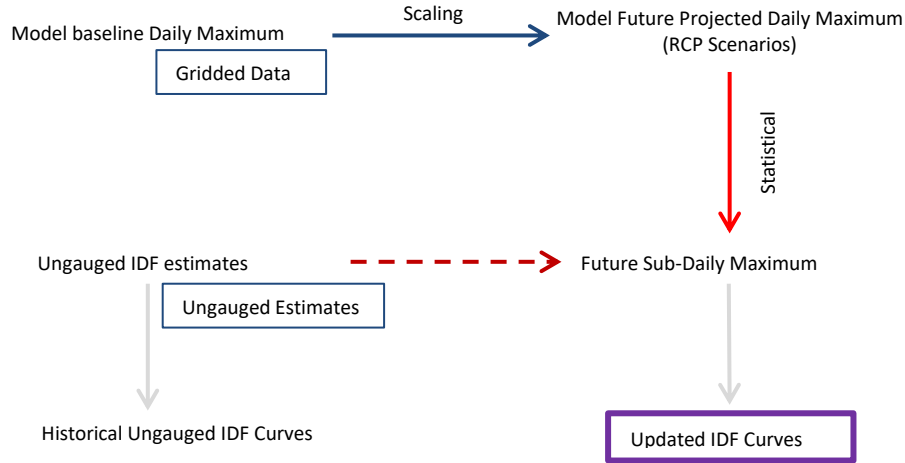 Scaling
Model baseline Daily Maximum
Model Future Projected Daily Maximum
(RCP Scenarios)
Gridded Data
Statistical
Ungauged IDF estimates
Future Sub-Daily Maximum
Ungauged Estimates
Historical Ungauged IDF Curves
Updated IDF Curves